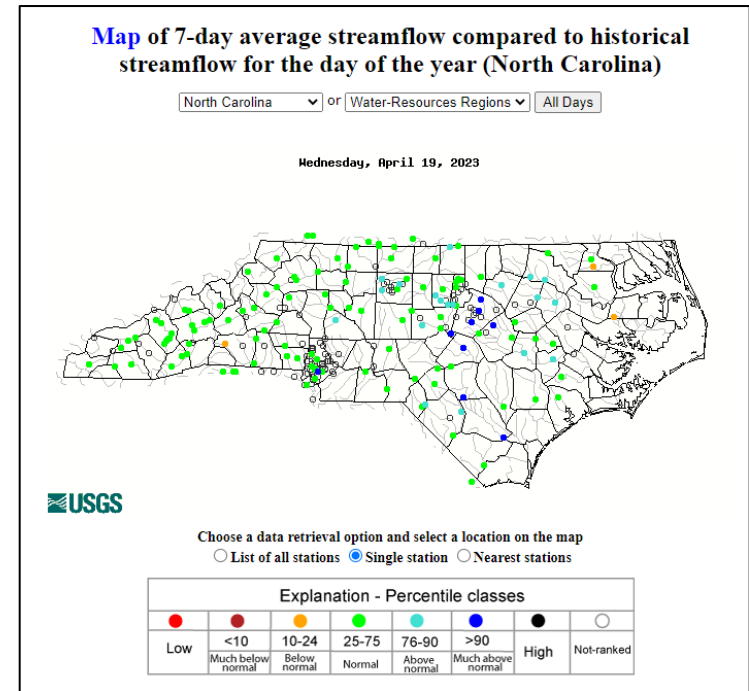 Map of 7-day average streamflow compared to historical
streamflow for the day of the year (North Carolina)
North Carolina or Water-Resources Regions All Days
Wednesday, April 19, 2023
USGS
Choose a data retrieval option and select a location on the map
List of all stations Single station Nearest stations
Explanation - Percentile classes
Low <10 10-24 25-75 76-90 >90 High Not-ranked
Much below normal Below normal Normal Above normal Much above normal